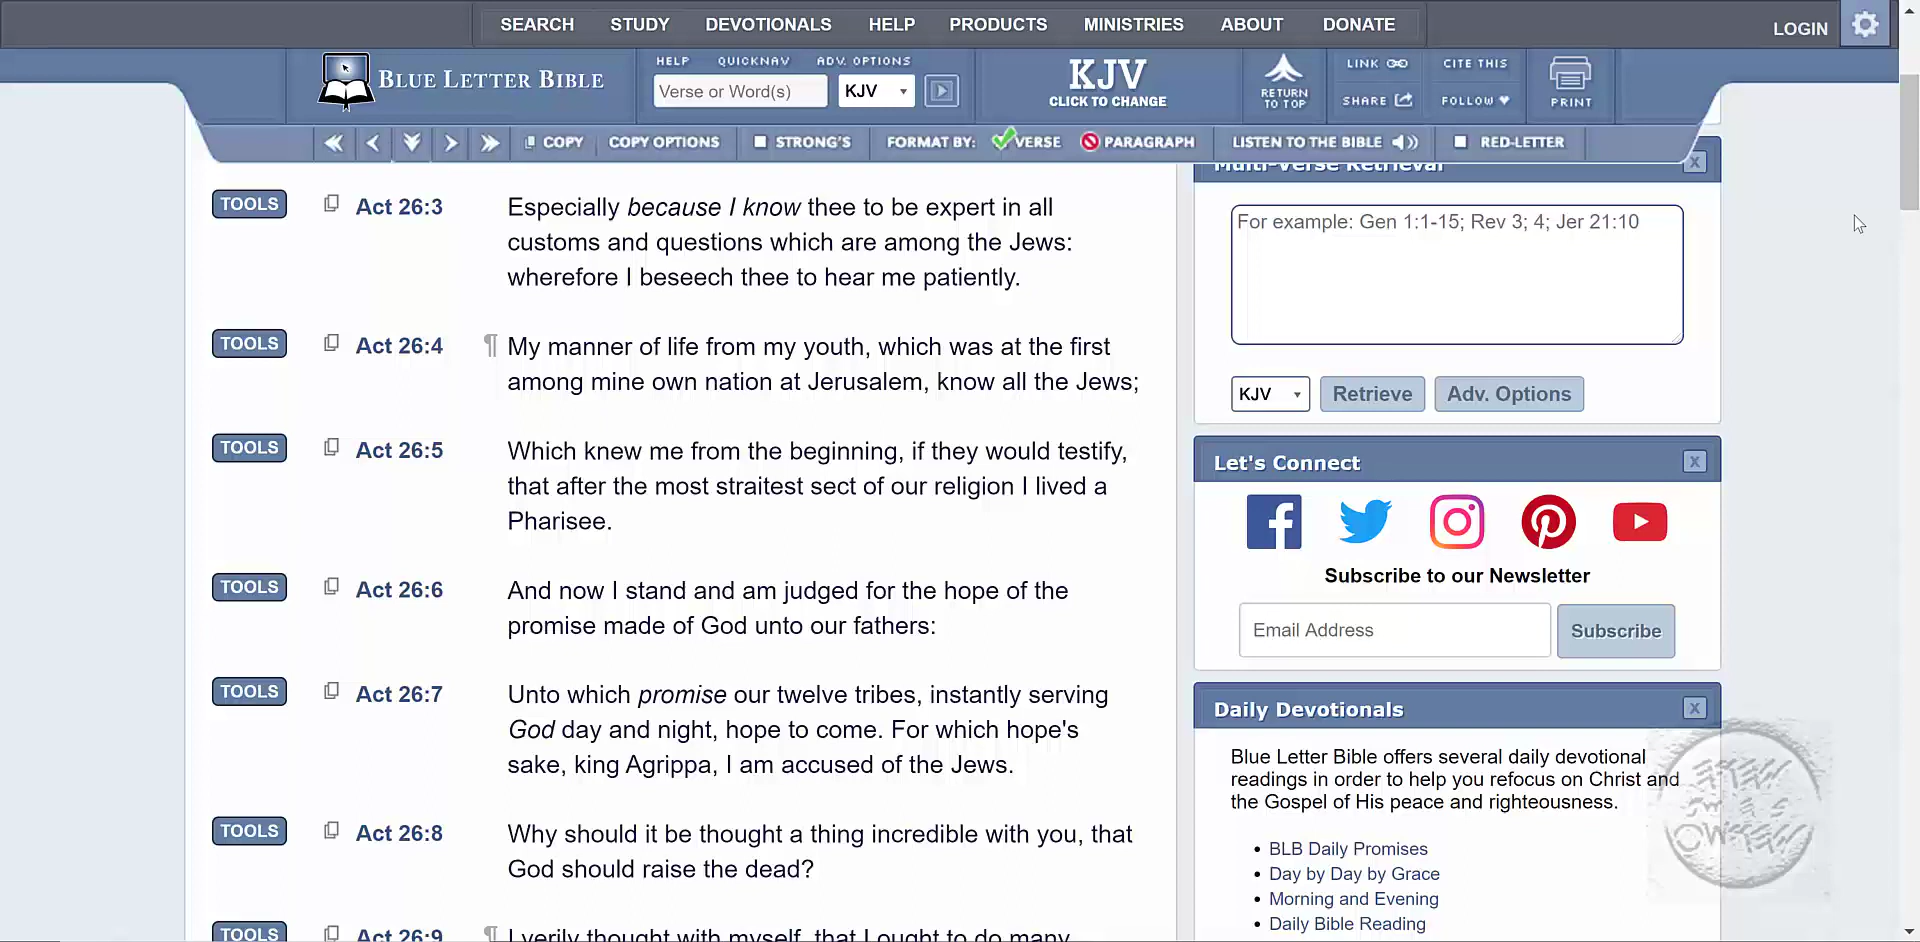 SEARCH STUDY DEVOTIONALS HELP PRODUCTS MINISTRIES ABOUT DONATE
LOGIN
BLUE LETTER BIBLE
HELP QUICKNAV ADV. OPTIONS
Verse or Word(s) KJV
KJV
CLICK TO CHANGE
RETURN
TO TOP
LINK CITE THIS
SHARE FOLLOW
PRINT
COPY COPY OPTIONS STRONG'S FORMAT BY: VERSE PARAGRAPH LISTEN TO THE BIBLE RED-LETTER
TOOLS Act 26:3 Especially because I know thee to be expert in all
customs and questions which are among the Jews:
wherefore I beseech thee to hear me patiently.
TOOLS Act 26:4 ¶ My manner of life from my youth, which was at the first
among mine own nation at Jerusalem, know all the Jews;
TOOLS Act 26:5 Which knew me from the beginning, if they would testify,
that after the most straitest sect of our religion I lived a
Pharisee.
TOOLS Act 26:6 And now I stand and am judged for the hope of the
promise made of God unto our fathers:
TOOLS Act 26:7 Unto which promise our twelve tribes, instantly serving
God day and night, hope to come. For which hope's
sake, king Agrippa, I am accused of the Jews.
TOOLS Act 26:8 Why should it be thought a thing incredible with you, that
God should raise the dead?
TOOLS Act 26:9 ¶ I verily thought with myself, that I ought to do many
Multi-Verse Retrieval X
For example: Gen 1:1-15; Rev 3; 4; Jer 21:10
KJV Retrieve Adv. Options
Let's Connect X
Subscribe to our Newsletter
Email Address Subscribe
Daily Devotionals X
Blue Letter Bible offers several daily devotional
readings in order to help you refocus on Christ and
the Gospel of His peace and righteousness.
• BLB Daily Promises
• Day by Day by Grace
• Morning and Evening
• Daily Bible Reading